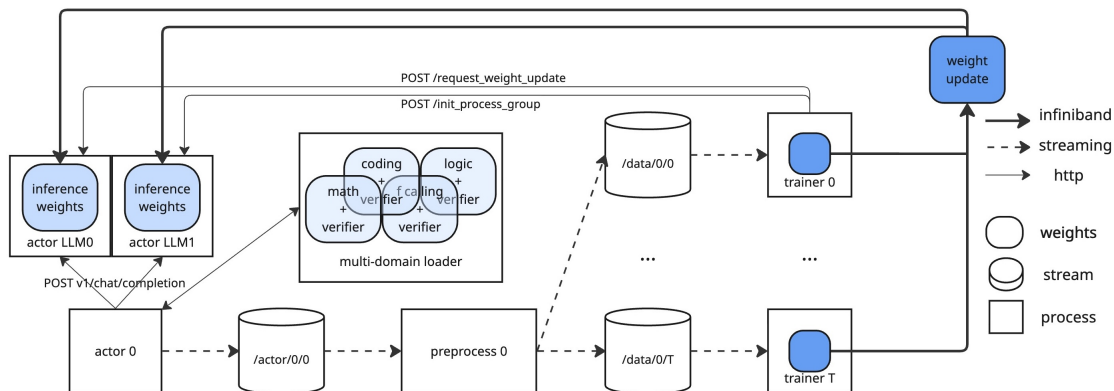 weight
update
POST /request_weight_update
POST /init_process_group
infiniband
streaming
http
inference
weights
actor LLM0
inference
weights
actor LLM1
coding
+
verifier
logic
+
verifier
math
+
verifier
f calling
+
verifier
multi-domain loader
/data/0/0
trainer 0
weights
stream
process
...
...
POST v1/chat/completion
actor 0
/actor/0/0
preprocess 0
/data/0/T
trainer T